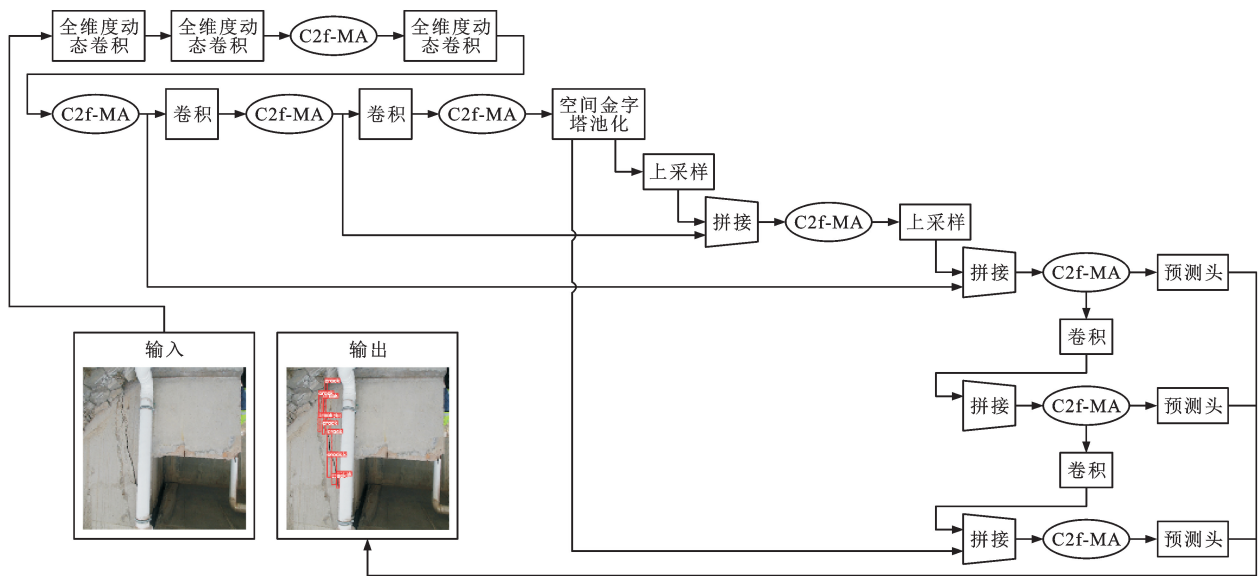 全维度动
态卷积
全维度动
态卷积
C2f-MA
全维度动
态卷积
C2f-MA
卷积
C2f-MA
卷积
C2f-MA
空间金字
塔池化
上采样
拼接
C2f-MA
上采样
拼接
C2f-MA
预测头
卷积
拼接
C2f-MA
预测头
卷积
拼接
C2f-MA
预测头
输入
输出